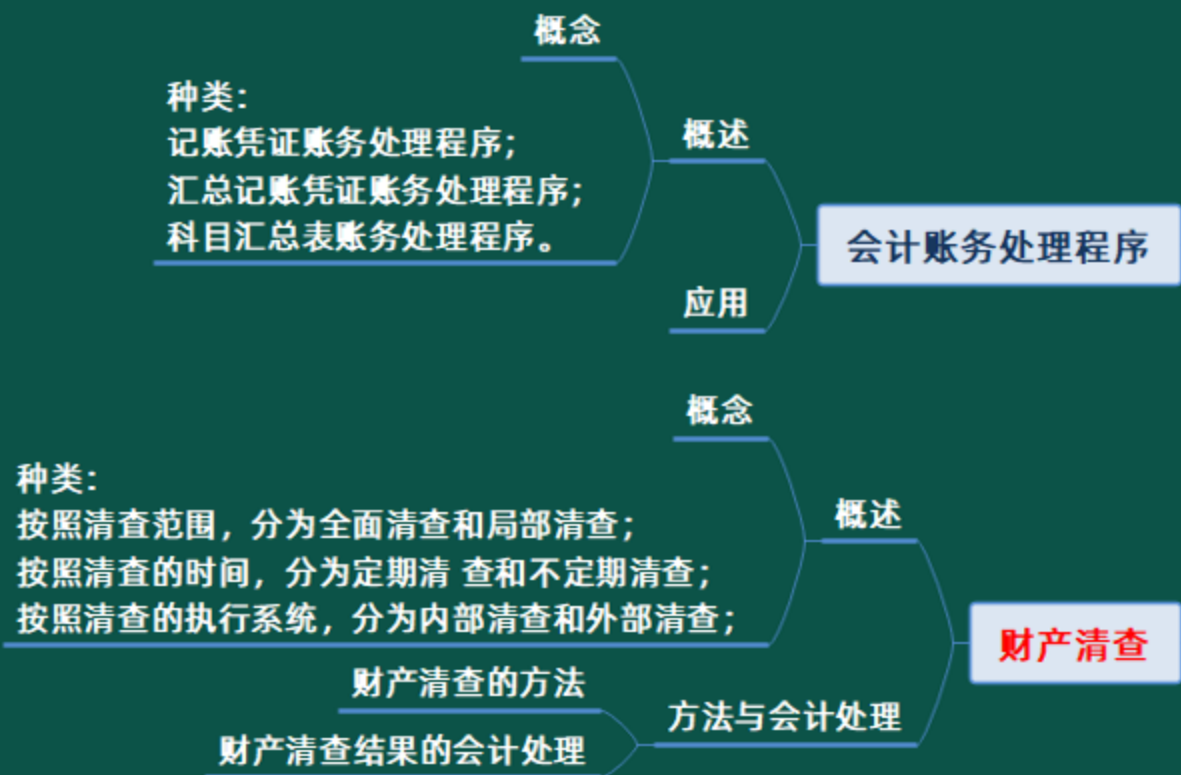 概念
种类：
记账凭证账务处理程序；
汇总记账凭证账务处理程序；
科目汇总表账务处理程序。
概述
应用
会计账务处理程序
概念
种类：
按照清查范围，分为全面清查和局部清查；
按照清查的时间，分为定期清 查和不定期清查；
按照清查的执行系统，分为内部清查和外部清查；
概述
财产清查的方法
财产清查结果的会计处理
方法与会计处理
财产清查